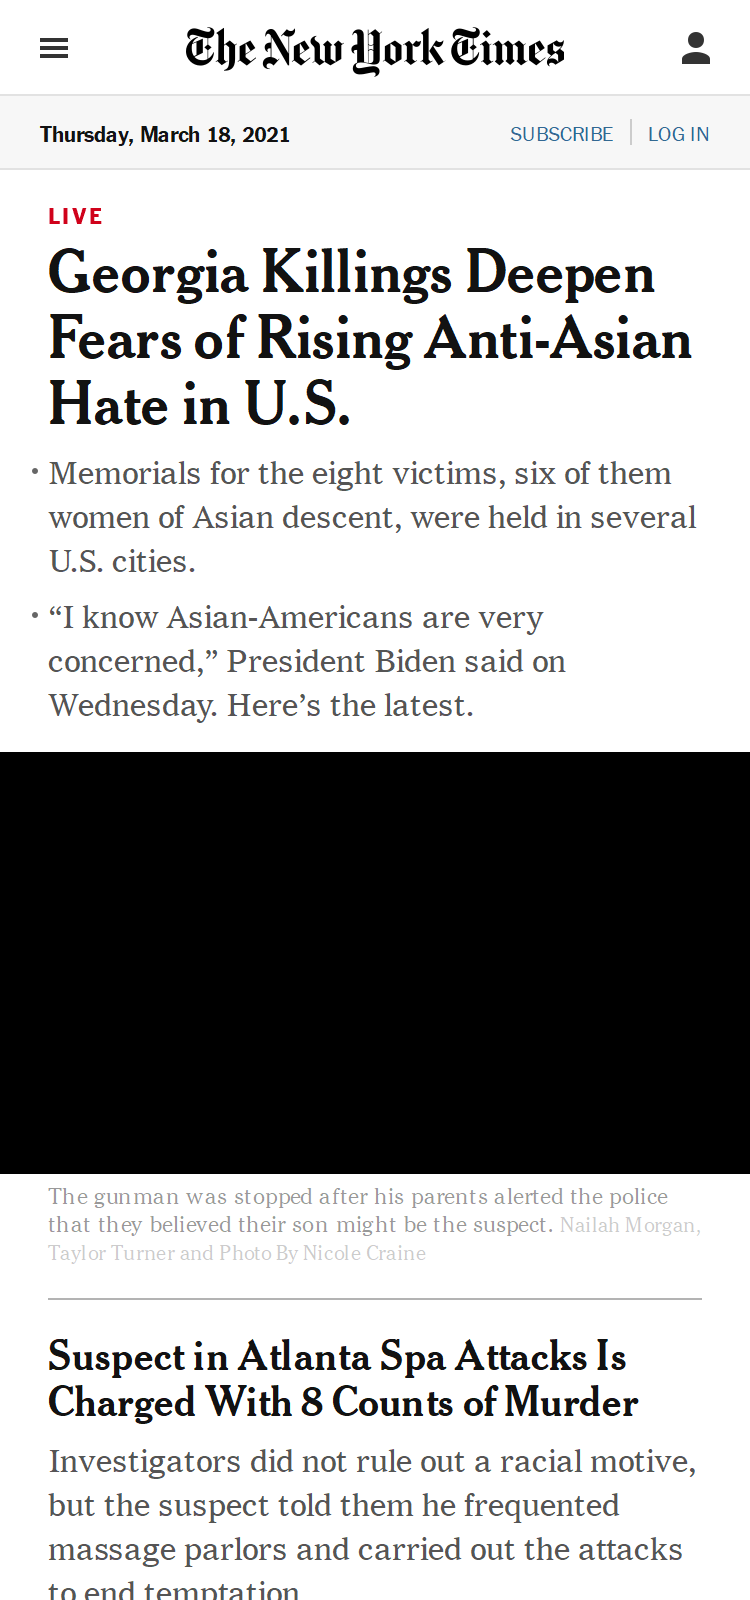 The New York Times
Thursday, March 18, 2021
SUBSCRIBE
LOG IN
LIVE
Georgia Killings Deepen
Fears of Rising Anti-Asian
Hate in U.S.
• Memorials for the eight victims, six of them
women of Asian descent, were held in several
U.S. cities.
• “I know Asian-Americans are very
concerned,” President Biden said on
Wednesday. Here’s the latest.
The gunman was stopped after his parents alerted the police
that they believed their son might be the suspect. Nailah Morgan,
Taylor Turner and Photo By Nicole Craine
Suspect in Atlanta Spa Attacks Is
Charged With 8 Counts of Murder
Investigators did not rule out a racial motive,
but the suspect told them he frequented
massage parlors and carried out the attacks
to end temptation